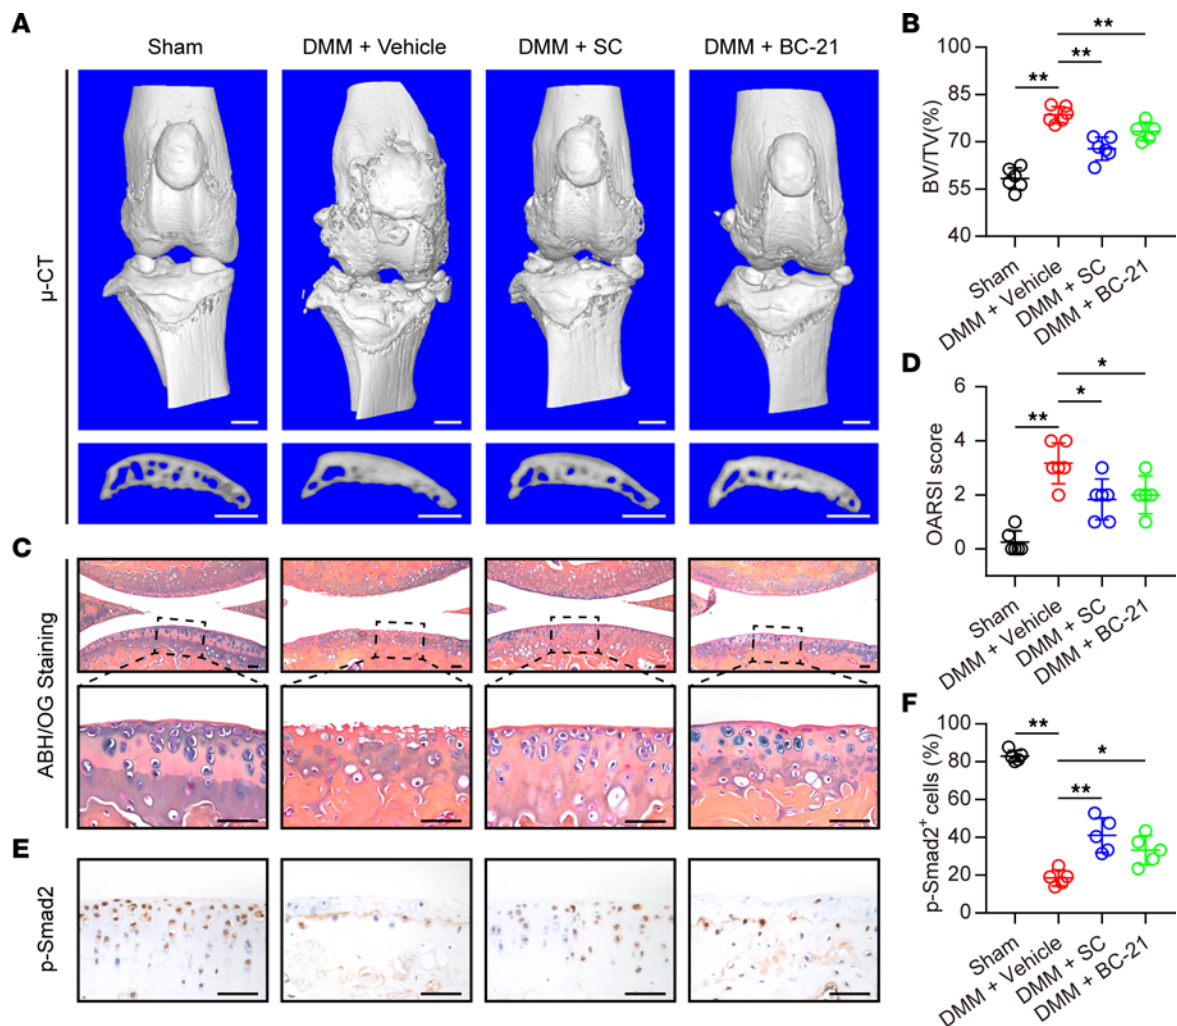 A
Sham
DMM + Vehicle
DMM + SC
DMM + BC-21
μ-CT
B
**
**
**
BV/TV(%)
100
85
70
55
40
Sham
DMM + Vehicle
DMM + SC
DMM + BC-21
C
ABH/OG Staining
D
*
*
**
OARSI score
6
4
2
0
Sham
DMM + Vehicle
DMM + SC
DMM + BC-21
E
p-Smad2
F
**
*
**
p-Smad2+ cells (%)
100
80
60
40
20
0
Sham
DMM + Vehicle
DMM + SC
DMM + BC-21